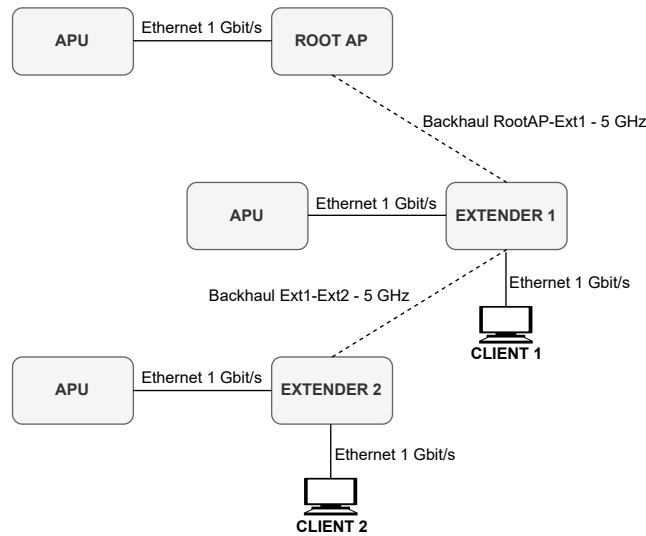 Ethernet 1 Gbit/s
APU
ROOT AP
Backhaul RootAP-Ext1 - 5 GHz
Ethernet 1 Gbit/s
APU
EXTENDER 1
Ethernet 1 Gbit/s
Backhaul Ext1-Ext2 - 5 GHz
CLIENT 1
Ethernet 1 Gbit/s
APU
EXTENDER 2
Ethernet 1 Gbit/s
CLIENT 2